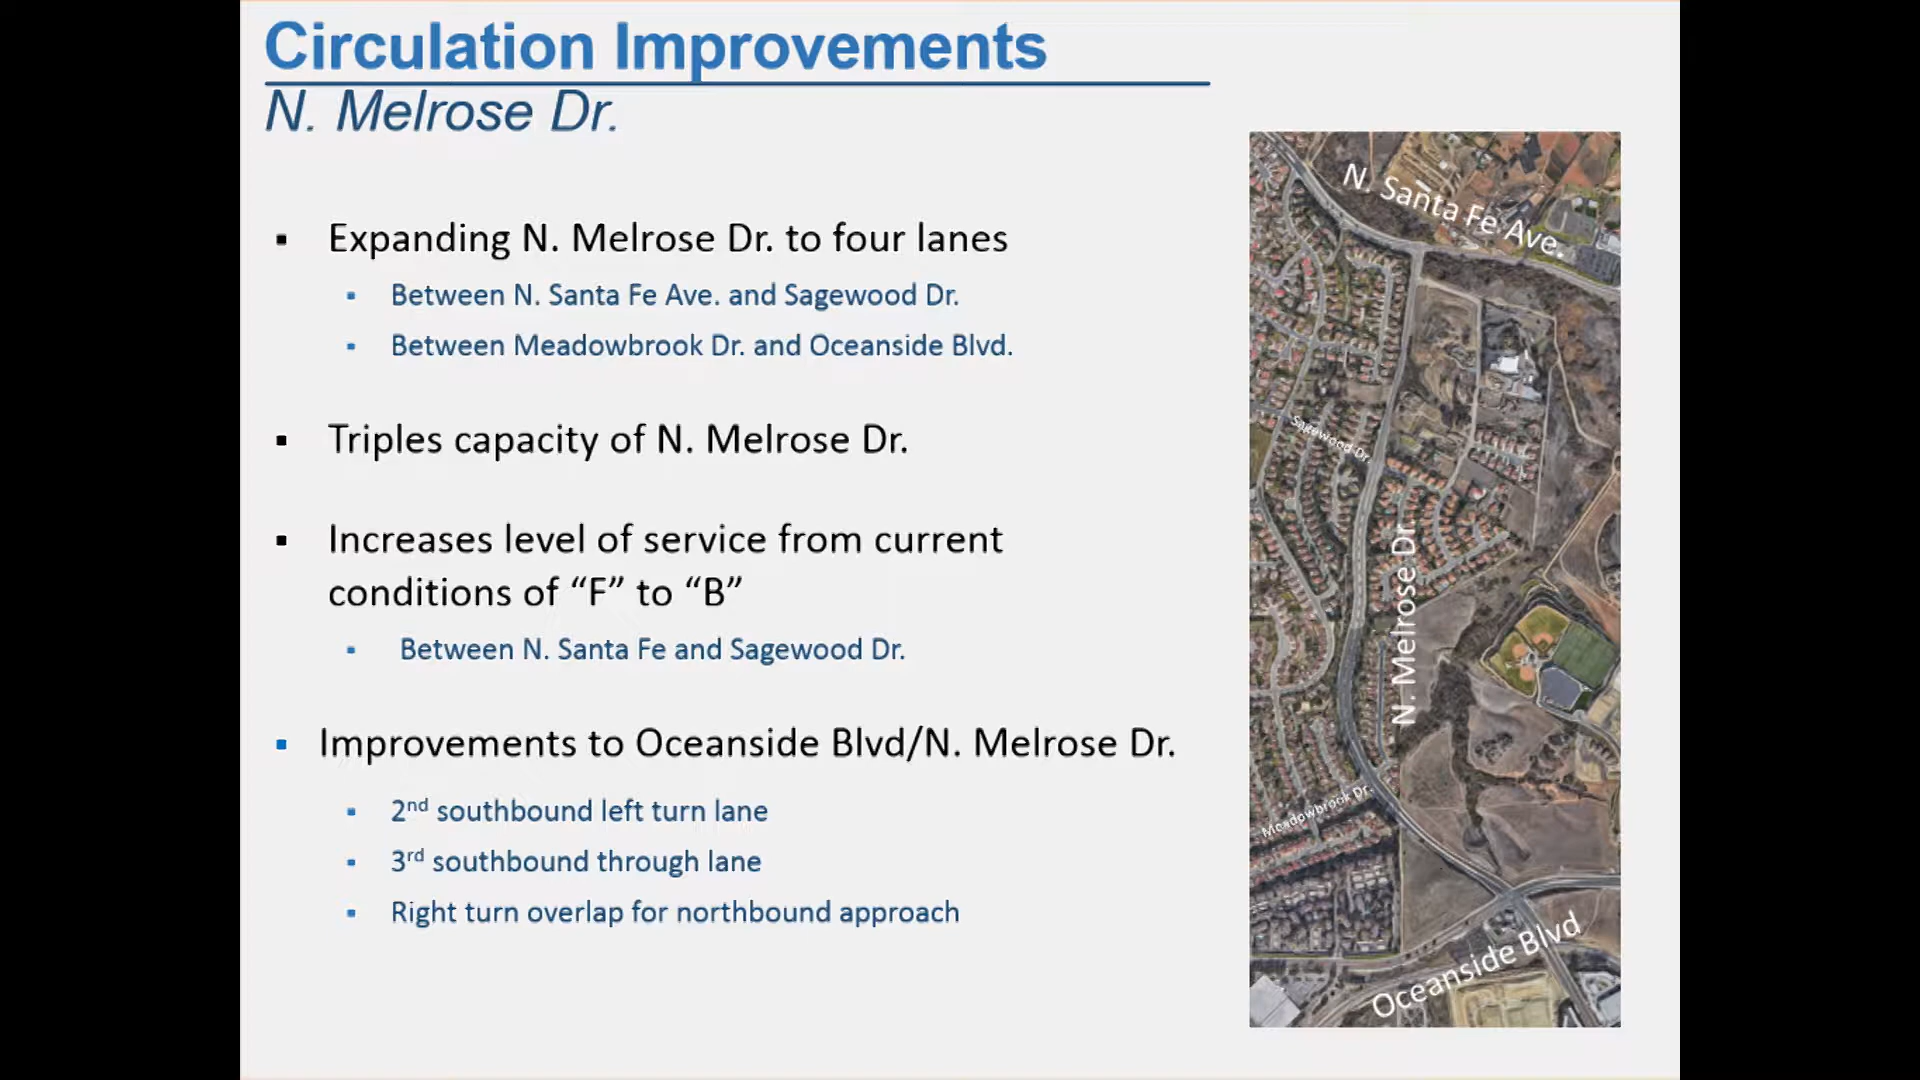 Circulation Improvements
N. Melrose Dr.
▪ Expanding N. Melrose Dr. to four lanes
▪ Between N. Santa Fe Ave. and Sagewood Dr.
▪ Between Meadowbrook Dr. and Oceanside Blvd.
▪ Triples capacity of N. Melrose Dr.
▪ Increases level of service from current
conditions of “F” to “B”
▪ Between N. Santa Fe and Sagewood Dr.
▪ Improvements to Oceanside Blvd/N. Melrose Dr.
▪ 2nd southbound left turn lane
▪ 3rd southbound through lane
▪ Right turn overlap for northbound approach
N. Santa Fe Ave.
Sagewood Dr.
N. Melrose Dr.
Meadowbrook Dr.
Oceanside Blvd